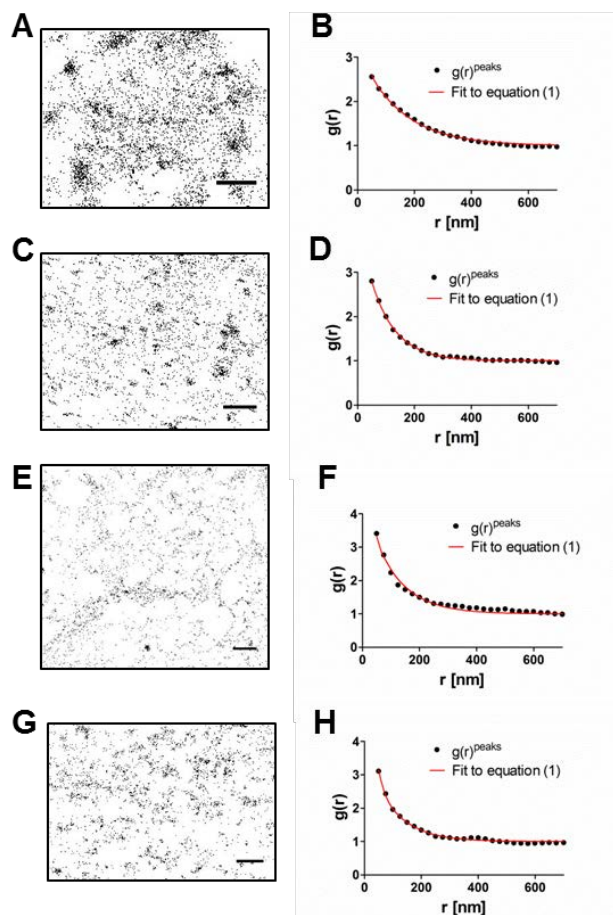 A
B
3
2
1
0
g(r)
g(r)peaks
Fit to equation (1)
0 200 400 600
r [nm]
C
D
3
2
1
0
g(r)
g(r)peaks
Fit to equation (1)
0 200 400 600
r [nm]
E
F
4
3
2
1
0
g(r)
g(r)peaks
Fit to equation (1)
0 200 400 600
r [nm]
G
H
4
3
2
1
0
g(r)
g(r)peaks
Fit to equation (1)
0 200 400 600
r [nm]